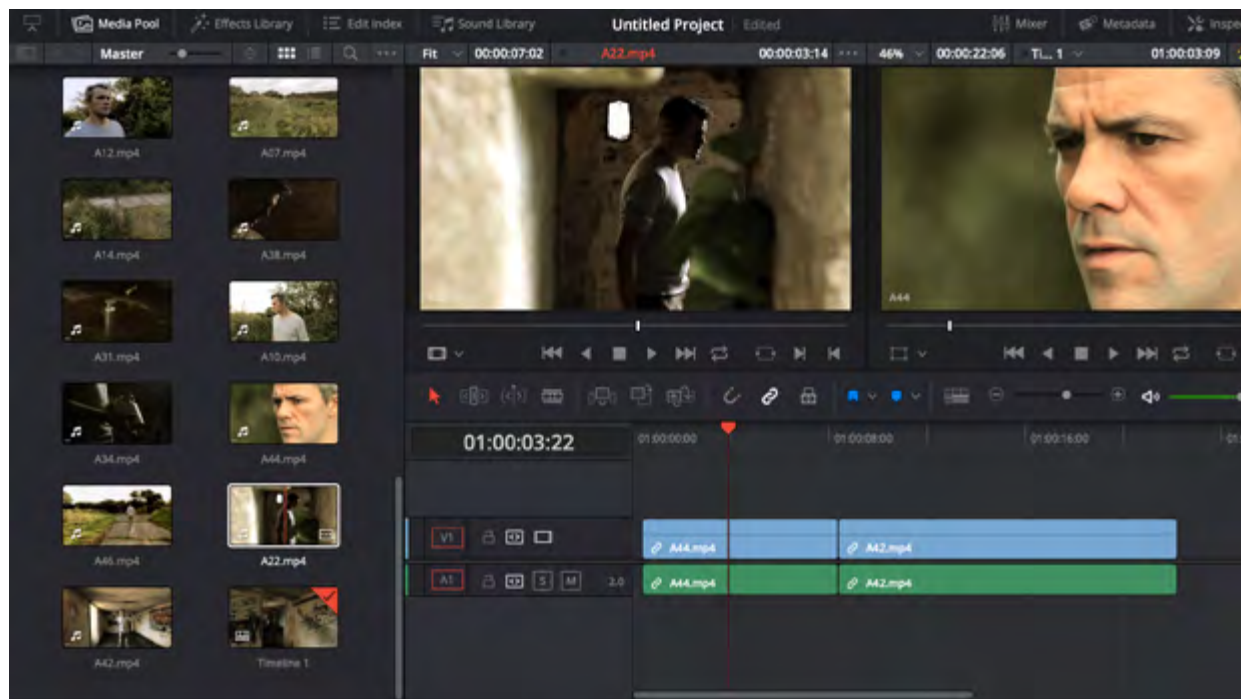 Media Pool Effects Library Edit Index Sound Library Untitled Project Edited Mixer Metadata Inspe
Master Fit 00:00:07:02 A22.mp4 00:00:03:14 46% 00:00:22:06 Ti... 1 01:00:03:09
A12.mp4 A07.mp4
A14.mp4 A38.mp4
A44
A31.mp4 A10.mp4
01:00:03:22 01:00:00:00 01:00:08:00 01:00:16:00
A34.mp4 A44.mp4
V1 A44.mp4 A42.mp4
A46.mp4 A22.mp4
A1 S M 2.0 A44.mp4 A42.mp4
A42.mp4 Timeline 1